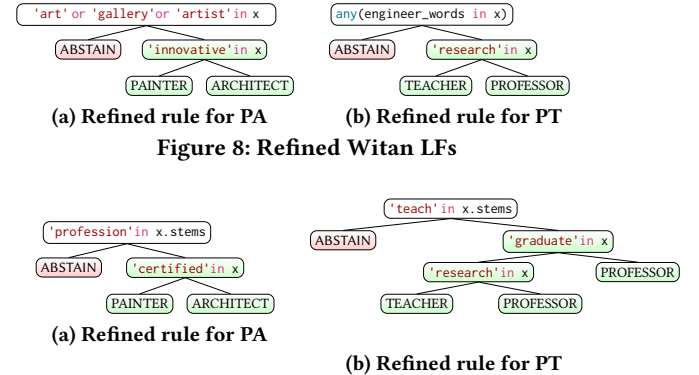 'art' or 'gallery'or 'artist'in x
any(engineer_words in x)
ABSTAIN
'innovative'in x
ABSTAIN
'research'in x
PAINTER
ARCHITECT
TEACHER
PROFESSOR
(a) Refined rule for PA
(b) Refined rule for PT
Figure 8: Refined Witan LFs
'profession'in x.stems
'teach'in x.stems
ABSTAIN
'certified'in x
ABSTAIN
'graduate'in x
PAINTER
ARCHITECT
'research'in x
PROFESSOR
TEACHER
PROFESSOR
(a) Refined rule for PA
(b) Refined rule for PT